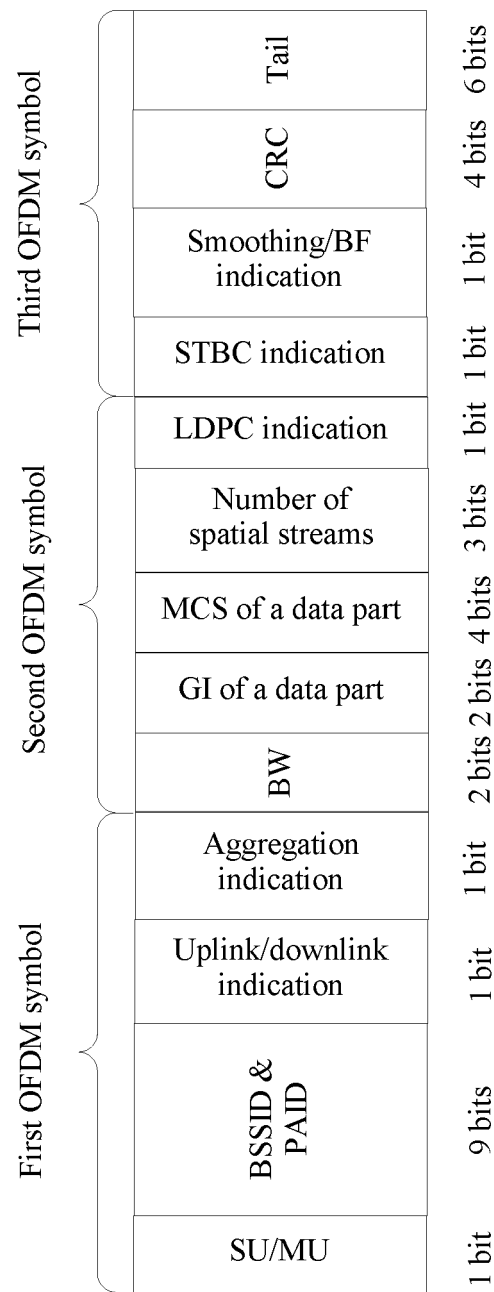 Third OFDM symbol
Tail
6 bits
CRC
4 bits
Smoothing/BF
indication
1 bit
STBC indication
1 bit
Second OFDM symbol
LDPC indication
1 bit
Number of
spatial streams
3 bits
MCS of a data part
4 bits
GI of a data part
2 bits
BW
2 bits
First OFDM symbol
Aggregation
indication
1 bit
Uplink/downlink
indication
1 bit
BSSID &
PAID
9 bits
SU/MU
1 bit